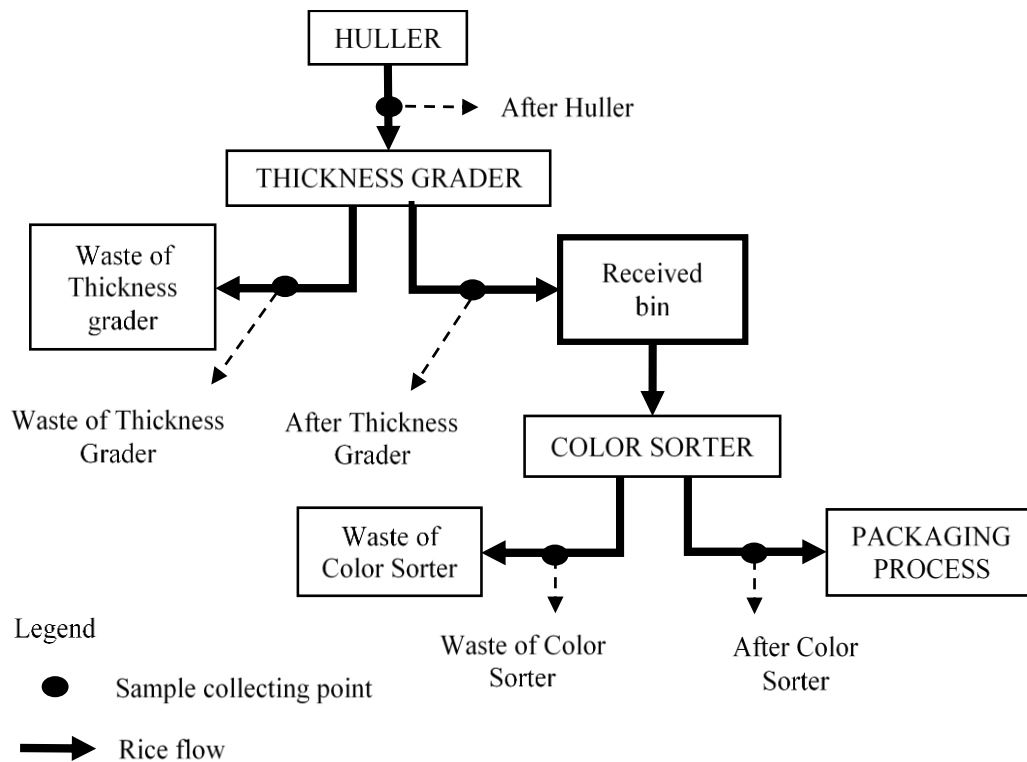 HULLER
After Huller
THICKNESS GRADER
Waste of
Thickness
grader
Received
bin
Waste of Thickness
Grader
After Thickness
Grader
COLOR SORTER
Waste of
Color Sorter
PACKAGING
PROCESS
Waste of Color
Sorter
After Color
Sorter
Legend
Sample collecting point
Rice flow